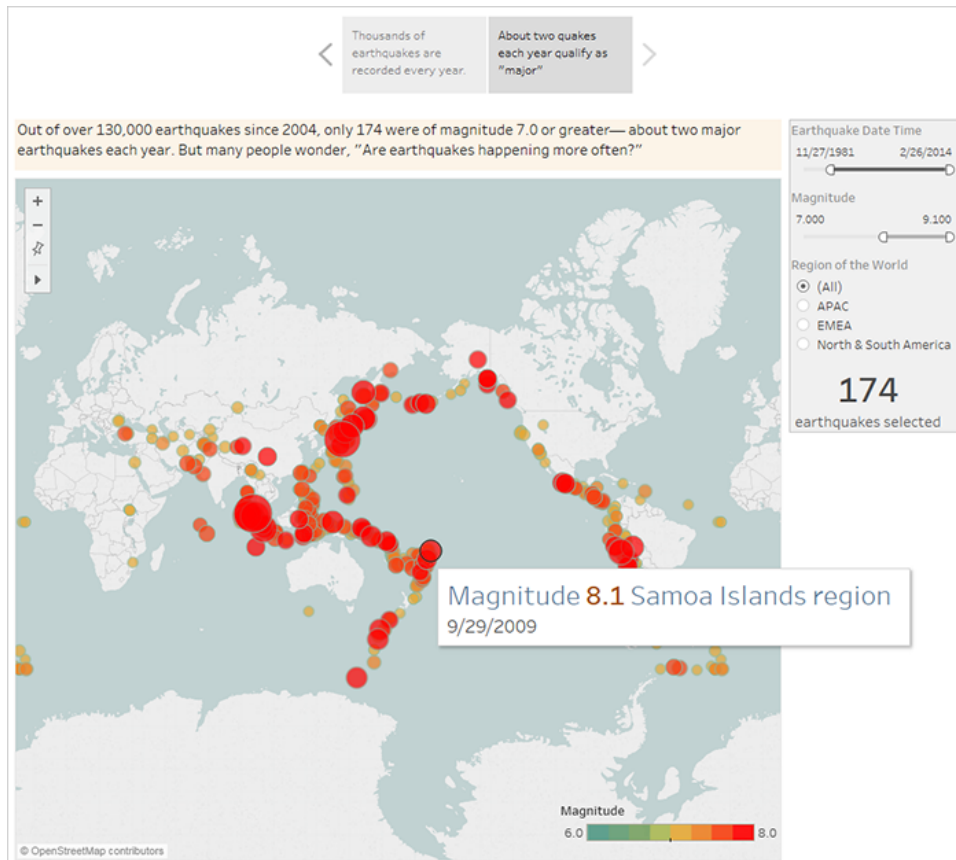 Thousands of
earthquakes are
recorded every year.
About two quakes
each year qualify as
"major"
Out of over 130,000 earthquakes since 2004, only 174 were of magnitude 7.0 or greater— about two major
earthquakes each year. But many people wonder, "Are earthquakes happening more often?"
Earthquake Date Time
11/27/1981 2/26/2014
Magnitude
7.000 9.100
Region of the World
(All)
APAC
EMEA
North & South America
174
earthquakes selected
Magnitude 8.1 Samoa Islands region
9/29/2009
Magnitude
6.0 8.0
© OpenStreetMap contributors